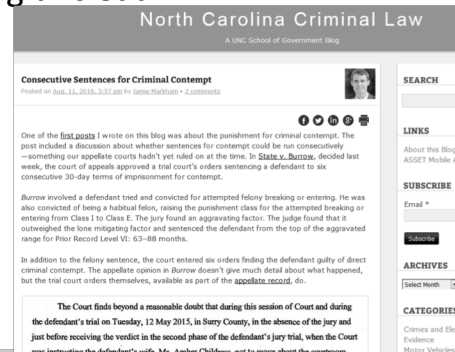 North Carolina Criminal Law
A UNC School of Government Blog
Consecutive Sentences for Criminal Contempt
Posted on Aug. 11, 2016, 3:57 pm by Jamie Markham • 2 comments
One of the first posts I wrote on this blog was about the punishment for criminal contempt. The
post included a discussion about whether sentences for contempt could be run consecutively
—something our appellate courts hadn't yet ruled on at the time. In State v. Burrow, decided last
week, the court of appeals approved a trial court's orders sentencing a defendant to six
consecutive 30-day terms of imprisonment for contempt.
Burrow involved a defendant tried and convicted for attempted felony breaking or entering. He was
also convicted of being a habitual felon, raising the punishment class for the attempted breaking or
entering from Class I to Class E. The jury found an aggravating factor. The judge found that it
outweighed the lone mitigating factor and sentenced the defendant from the top of the aggravated
range for Prior Record Level VI: 63–88 months.
In addition to the felony sentence, the court entered six orders finding the defendant guilty of direct
criminal contempt. The appellate opinion in Burrow doesn't give much detail about what happened,
but the trial court orders themselves, available as part of the appellate record, do.
The Court finds beyond a reasonable doubt that during this session of Court and during
the defendant's trial on Tuesday, 12 May 2015, in Surry County, in the absence of the jury and
just before receiving the verdict in the second phase of the defendant's jury trial, when the Court
was instructing the defendant's wife, Ms. Amber Childress, not to move about the courtroom
SEARCH
LINKS
About this Blog
ASSET Mobile
SUBSCRIBE
Email *
Subscribe
ARCHIVES
Select Month
CATEGORIES
Crimes and Ele
Evidence
Motor Vehicles